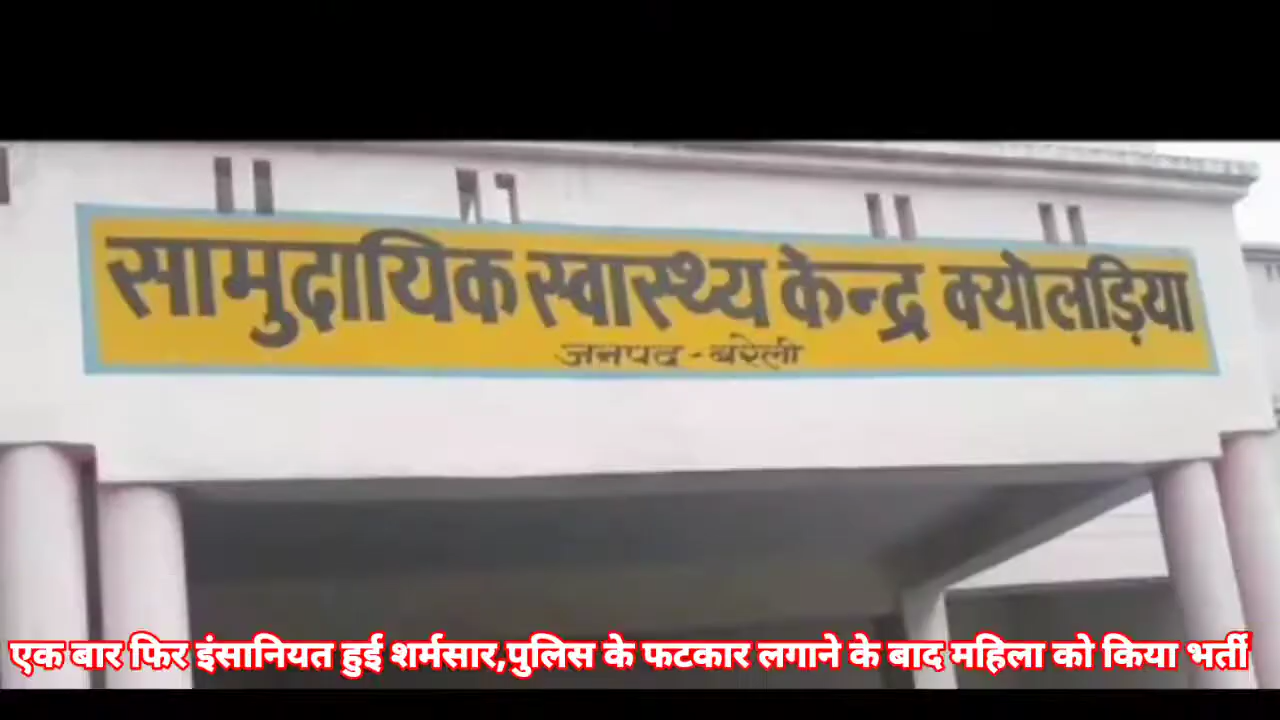 सामुदायिक स्वास्थ्य केन्द्र क्योलड़िया
जनपद-बरेली
एक बार फिर इंसानियत हुई शर्मसार,पुलिस के फटकार लगाने के बाद महिला को किया भर्ती